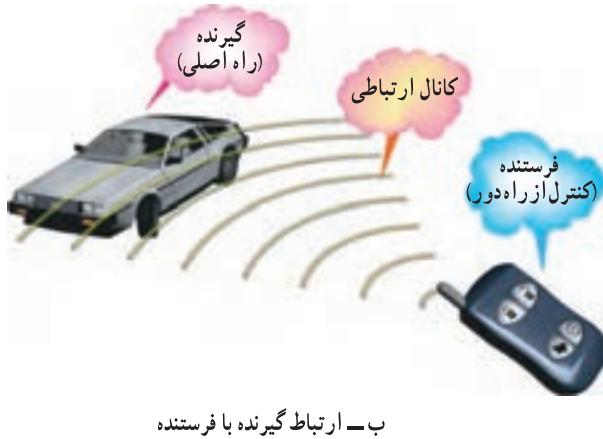 گیرنده
(راه اصلی)
کانال ارتباطی
فرستنده
(کنترل از راه دور)
ب ــ ارتباط گیرنده با فرستنده